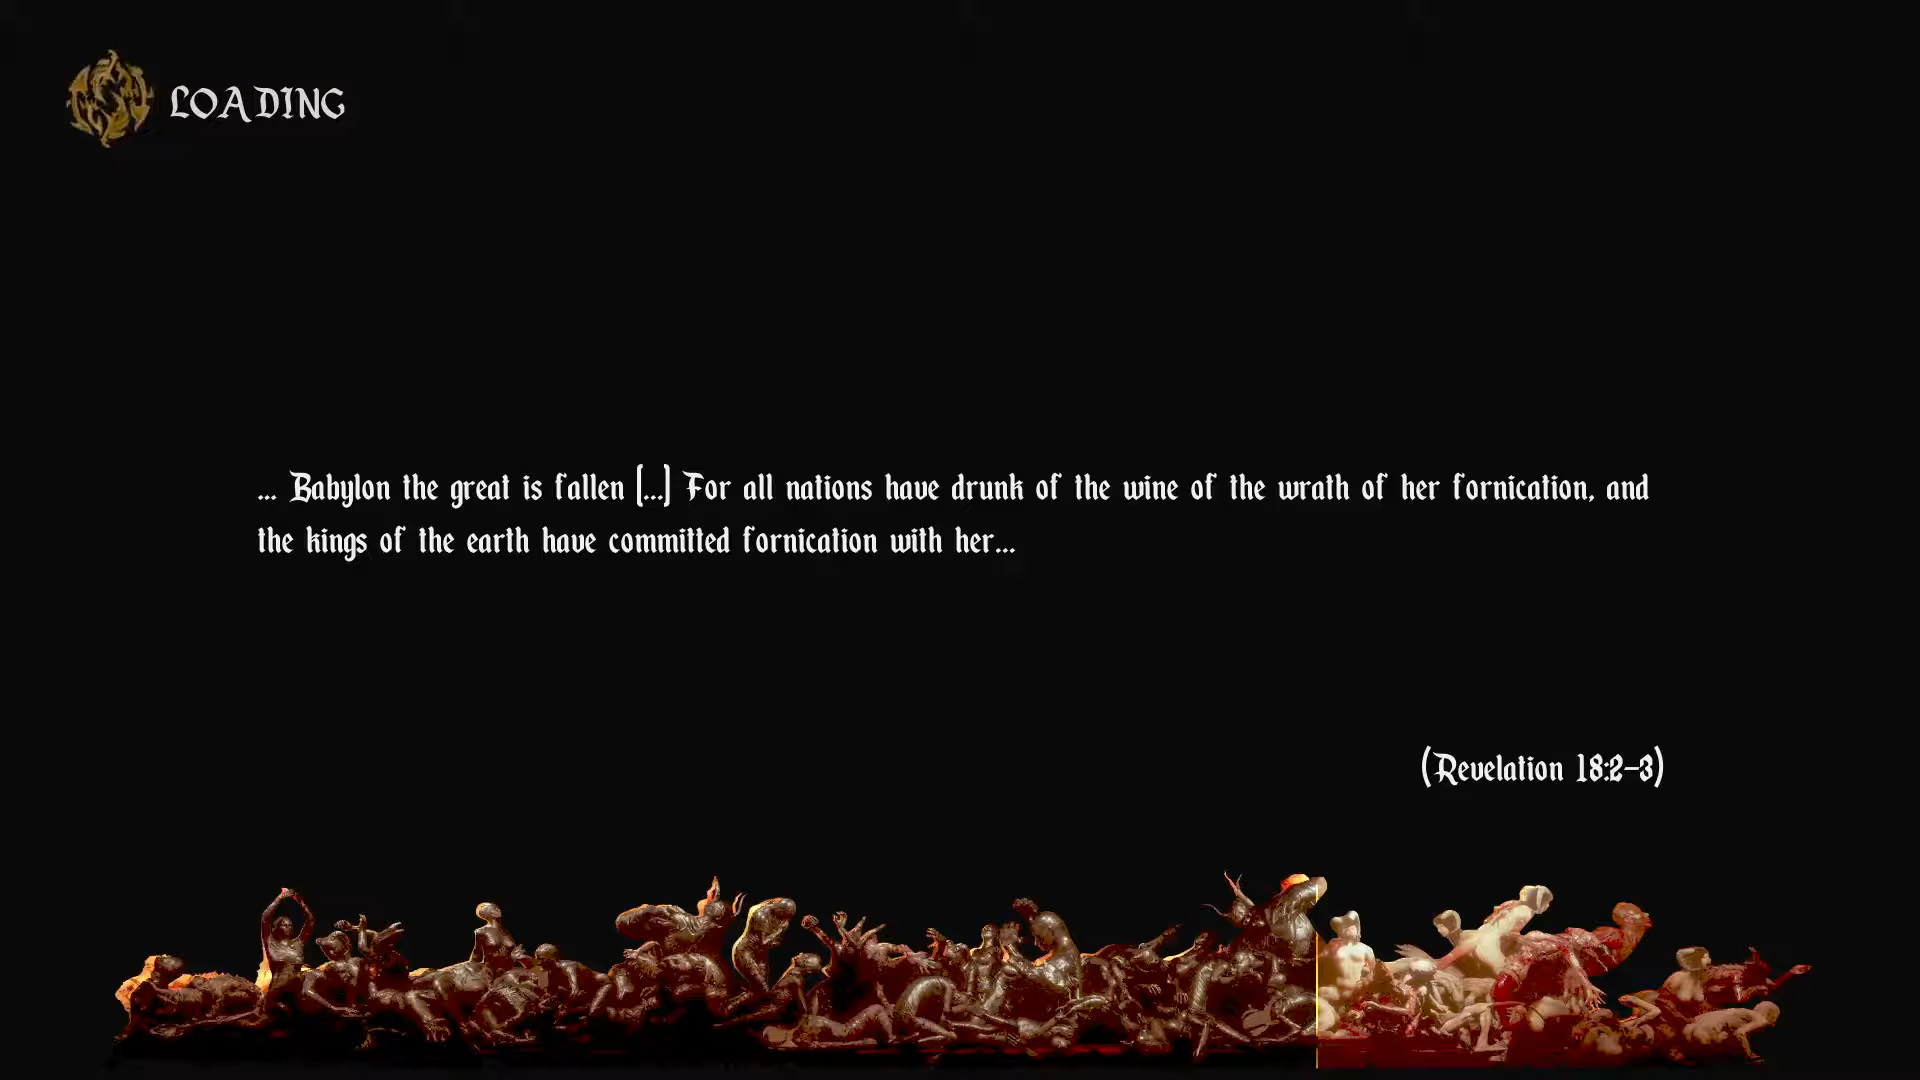 LOADING
... Babylon the great is fallen [...] For all nations have drunk of the wine of the wrath of her fornication, and
the kings of the earth have committed fornication with her...
(Revelation 18:2-3)